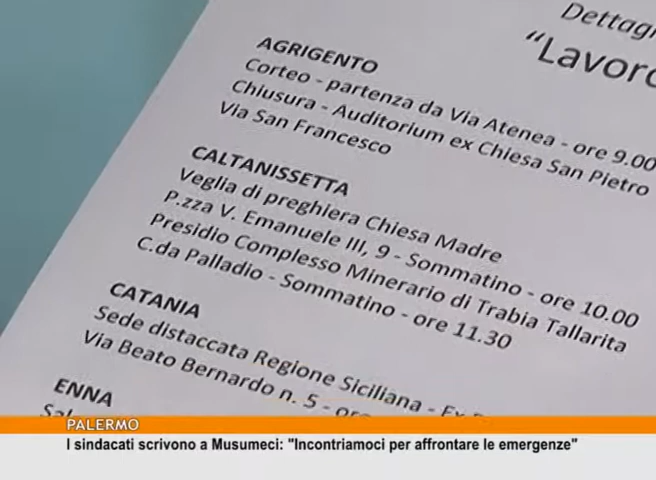 Dettagl
"Lavoro
AGRIGENTO
Corteo - partenza da Via Atenea - ore 9.00
Chiusura - Auditorium ex Chiesa San Pietro
Via San Francesco
CALTANISSETTA
Veglia di preghiera Chiesa Madre
P.zza V. Emanuele III, 9 - Sommatino - ore 10.00
Presidio Complesso Minerario di Trabia Tallarita
C.da Palladio - Sommatino - ore 11.30
CATANIA
Sede distaccata Regione Siciliana -
Via Beato Bernardo n. 5 -
ENNA
PALERMO
I sindacati scrivono a Musumeci: "Incontriamoci per affrontare le emergenze"